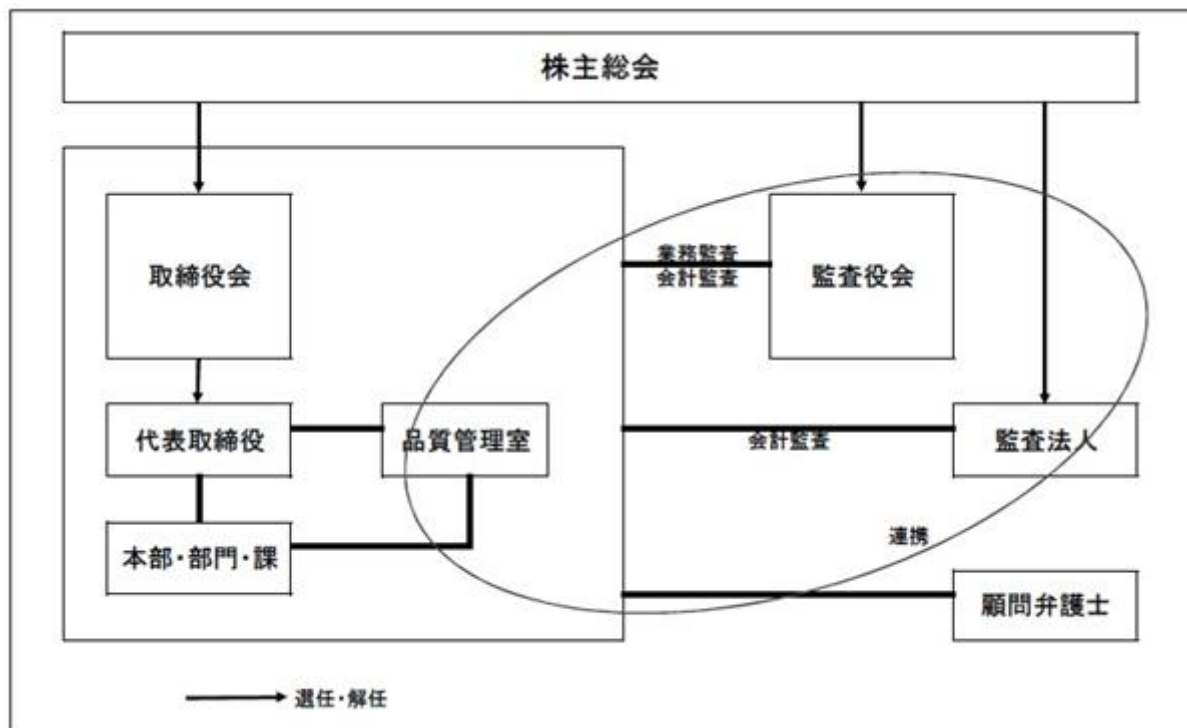 株主総会
取締役会
業務監査
会計監査
監査役会
代表取締役
品質管理室
会計監査
監査法人
本部・部門・課
連携
顧問弁護士
選任・解任